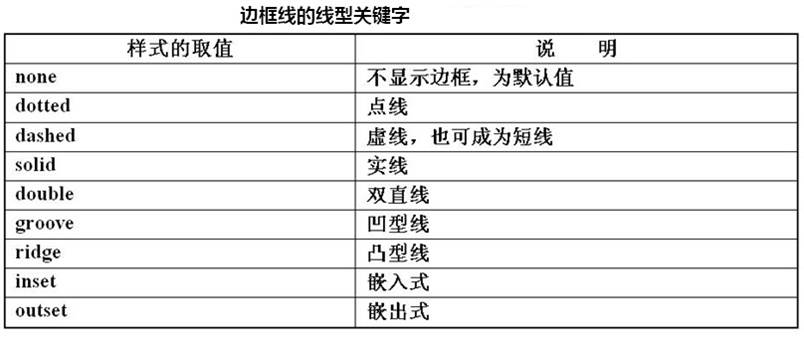 边框线的线型关键字
样式的取值 说 明
none 不显示边框，为默认值
dotted 点线
dashed 虚线，也可成为短线
solid 实线
double 双直线
groove 凹型线
ridge 凸型线
inset 嵌入式
outset 嵌出式